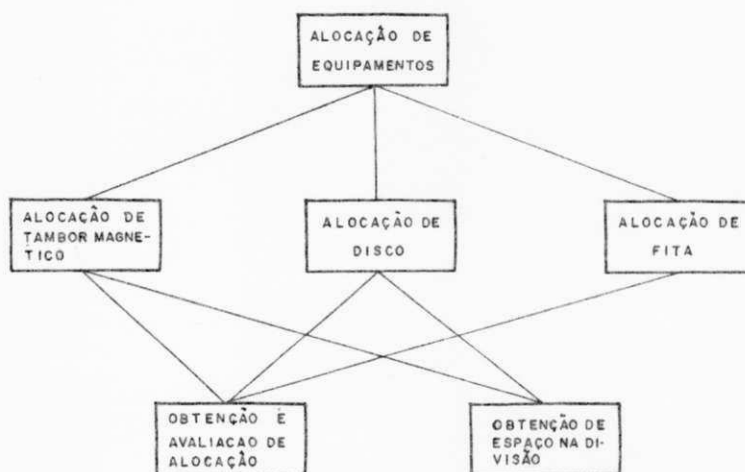 ALOCAÇÃO DE
EQUIPAMENTOS
ALOCAÇÃO DE
TAMBOR MAGNE-
TICO
ALOCAÇÃO DE
DISCO
ALOCAÇÃO DE
FITA
OBTENÇÃO E
AVALIACAO DE
ALOCAÇÃO
OBTENÇÃO DE
ESPAÇO NA DI-
VISÃO